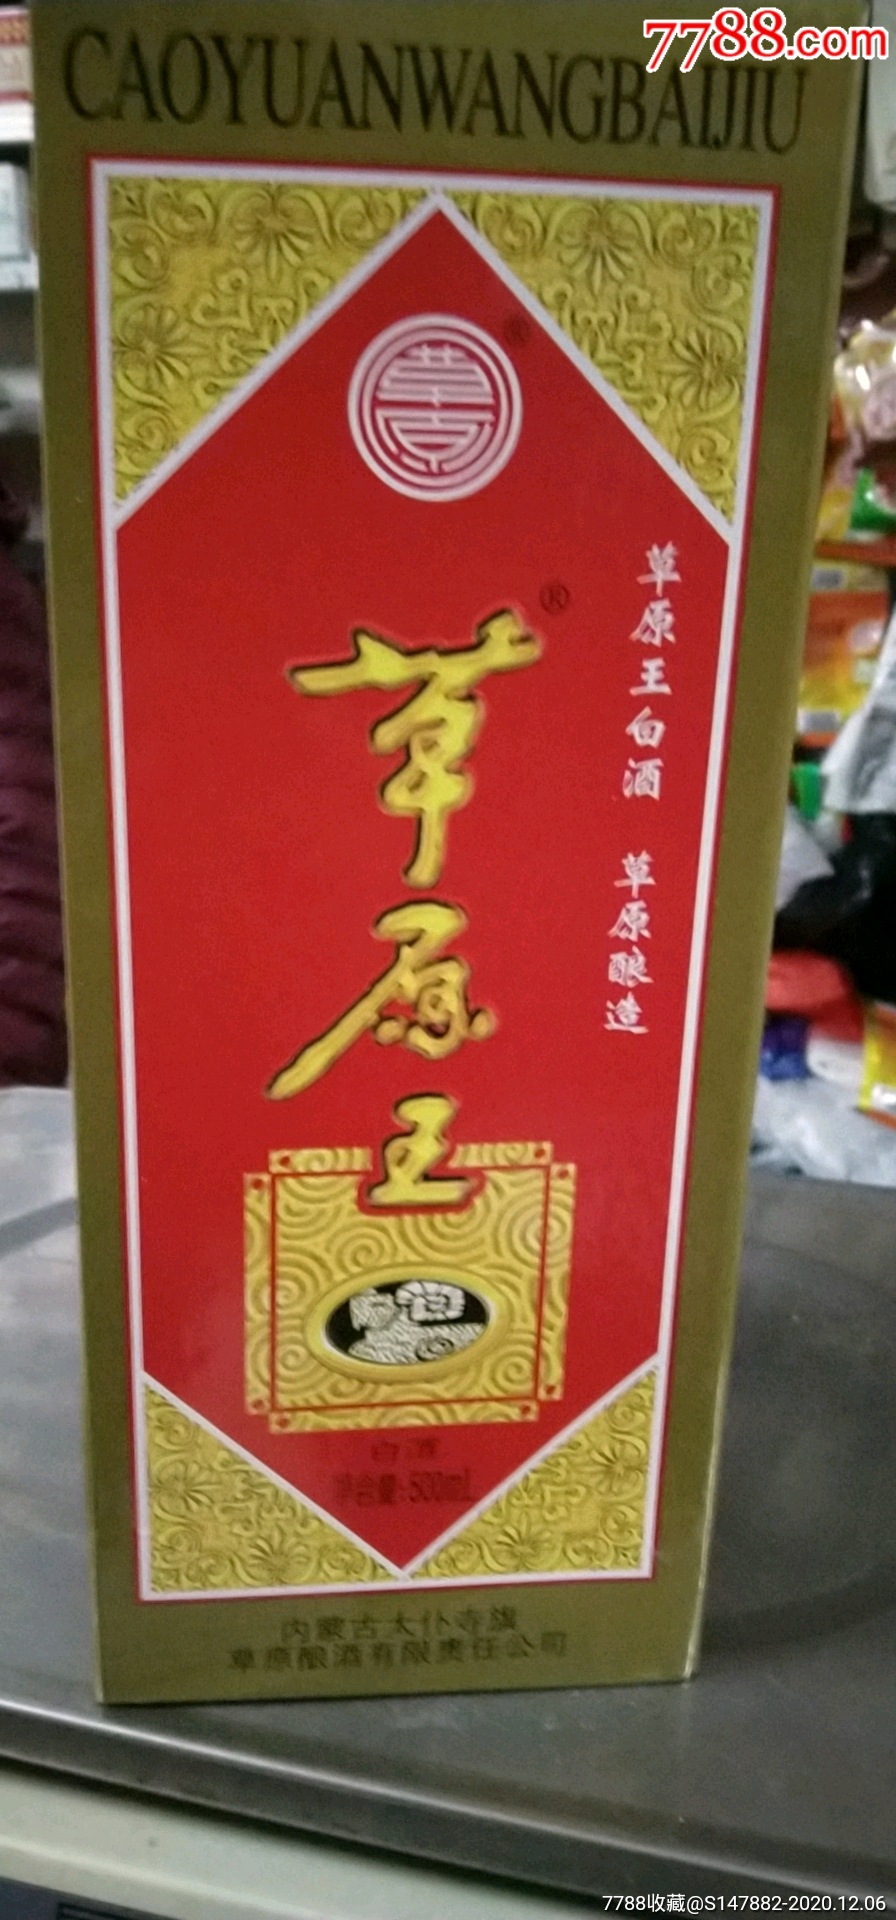 7788.com
CAOYUANWANGBAIJIU
®
草原王白酒 草原酿造
草原王
®
白酒
净含量:500mL
内蒙古太仆寺旗
草原酿酒有限责任公司
7788收藏@S147882-2020.12.06